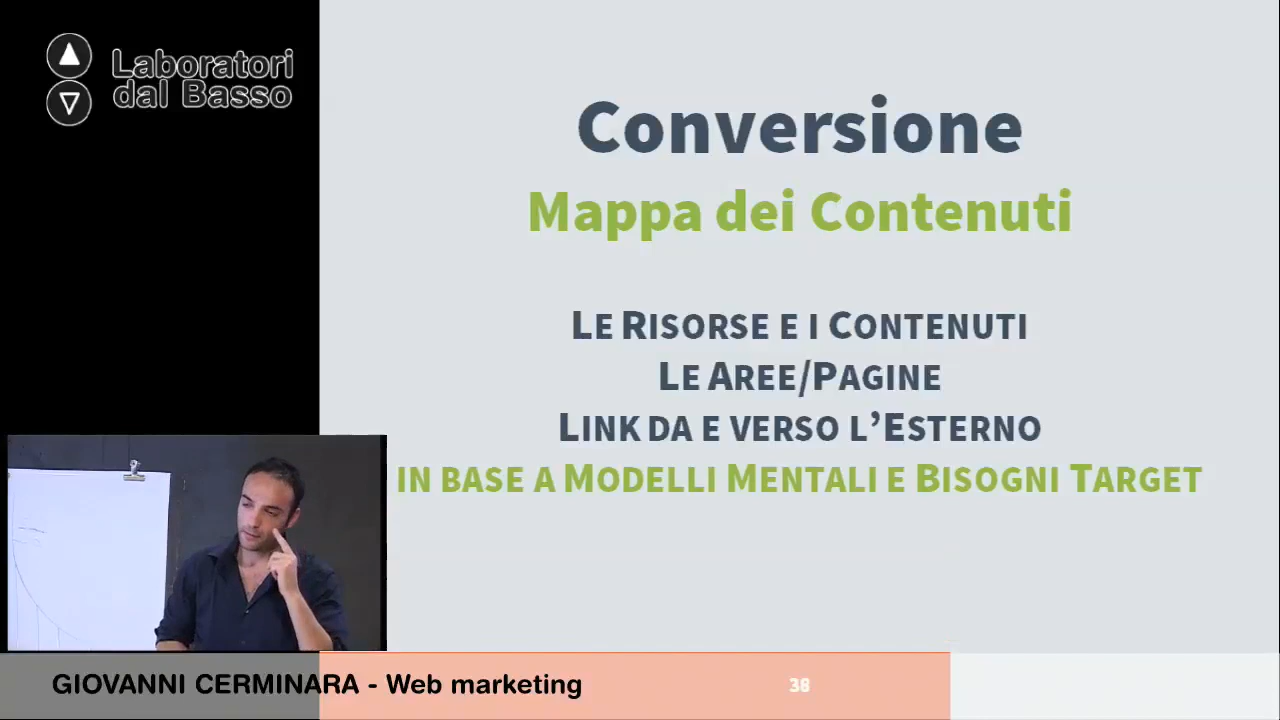 Laboratori
dal Basso
Conversione
Mappa dei Contenuti
LE RISORSE E I CONTENUTI
LE AREE/PAGINE
LINK DA E VERSO L’ESTERNO
IN BASE A MODELLI MENTALI E BISOGNI TARGET
GIOVANNI CERMINARA - Web marketing
38